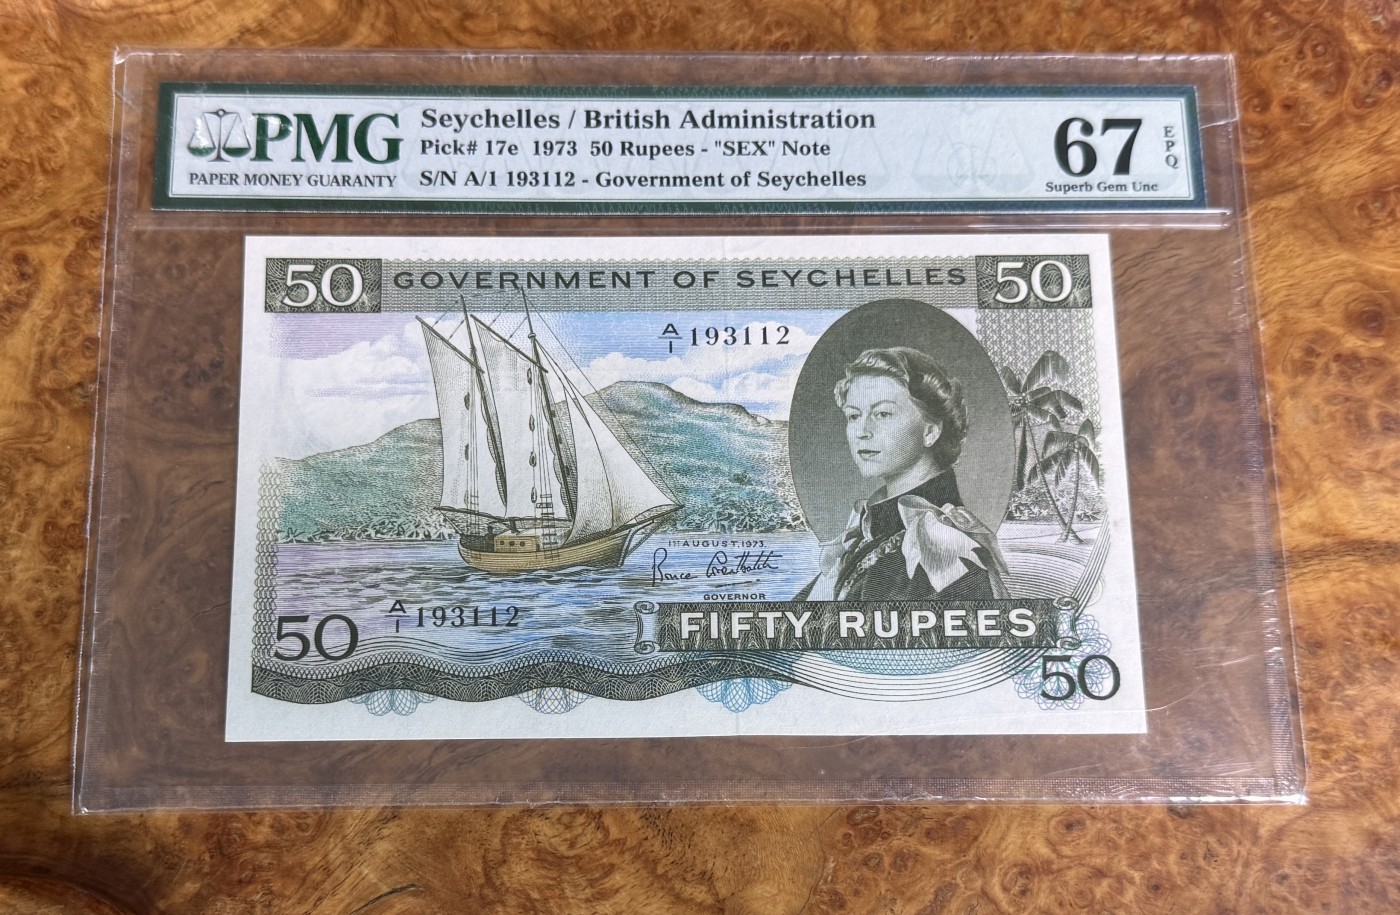 PMG
PAPER MONEY GUARANTY
Seychelles / British Administration
Pick# 17e 1973 50 Rupees - "SEX" Note
S/N A/1 193112 - Government of Seychelles
67
EPQ
Superb Gem Unc
50 GOVERNMENT OF SEYCHELLES 50
A/1 193112
1ST AUGUST, 1973.
Bruce Greatbatch
GOVERNOR
50 A/1 193112
FIFTY RUPEES
50